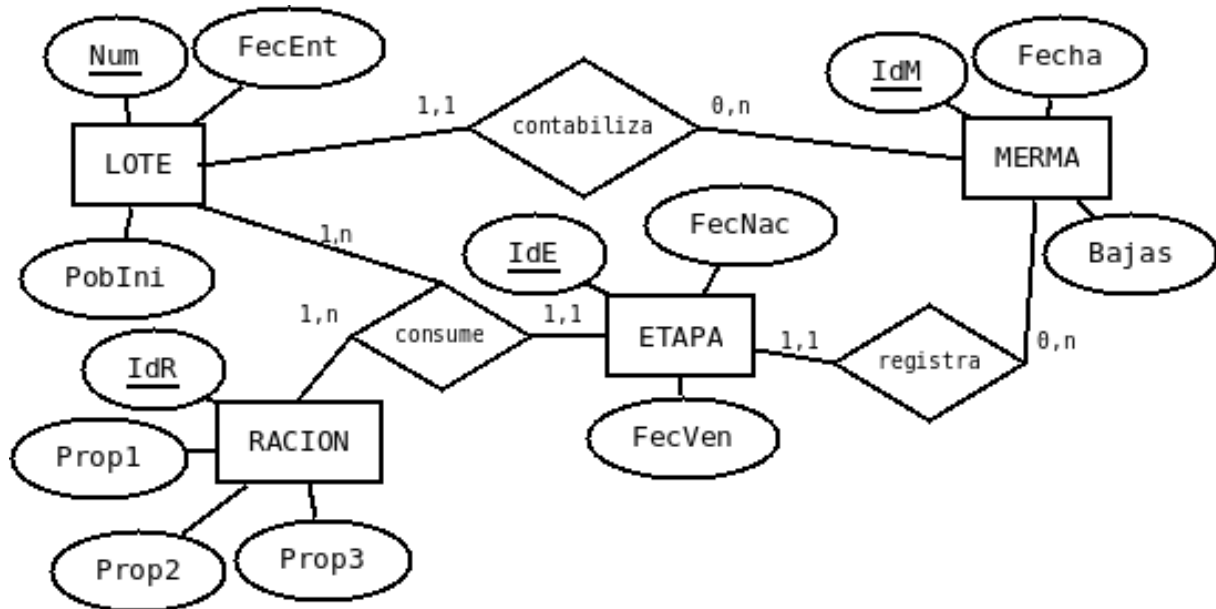 Num
FecEnt
LOTE
PobIni
1,1
contabiliza
0,n
IdM
Fecha
MERMA
Bajas
1,n
1,n
consume
1,1
IdE
FecNac
ETAPA
FecVen
1,1
registra
0,n
IdR
RACION
Prop1
Prop2
Prop3